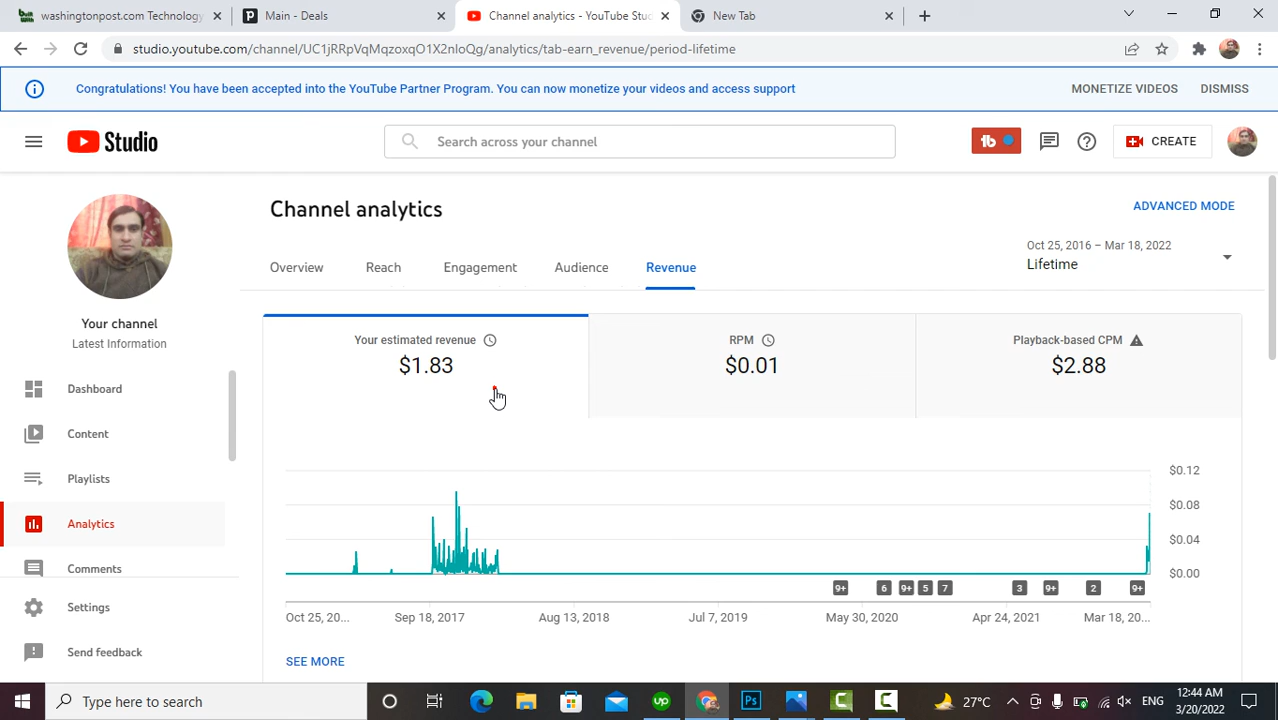 washingtonpost.com Technology
Main - Deals
Channel analytics - YouTube Stud
New Tab
studio.youtube.com/channel/UC1jRRpVqMqzoxqO1X2nIoQg/analytics/tab-earn_revenue/period-lifetime
Congratulations! You have been accepted into the YouTube Partner Program. You can now monetize your videos and access support
MONETIZE VIDEOS
DISMISS
Studio
Search across your channel
tb
CREATE
Your channel
Latest Information
Dashboard
Content
Playlists
Analytics
Comments
Settings
Send feedback
Channel analytics
ADVANCED MODE
Overview
Reach
Engagement
Audience
Revenue
Oct 25, 2016 – Mar 18, 2022
Lifetime
Your estimated revenue
$1.83
RPM
$0.01
Playback-based CPM
$2.88
$0.12
$0.08
$0.04
$0.00
9+ 6 9+ 5 7 3 9+ 2 9+
Oct 25, 20... Sep 18, 2017 Aug 13, 2018 Jul 7, 2019 May 30, 2020 Apr 24, 2021 Mar 18, 20...
SEE MORE
Type here to search
up
Ps
27°C
ENG
12:44 AM
3/20/2022